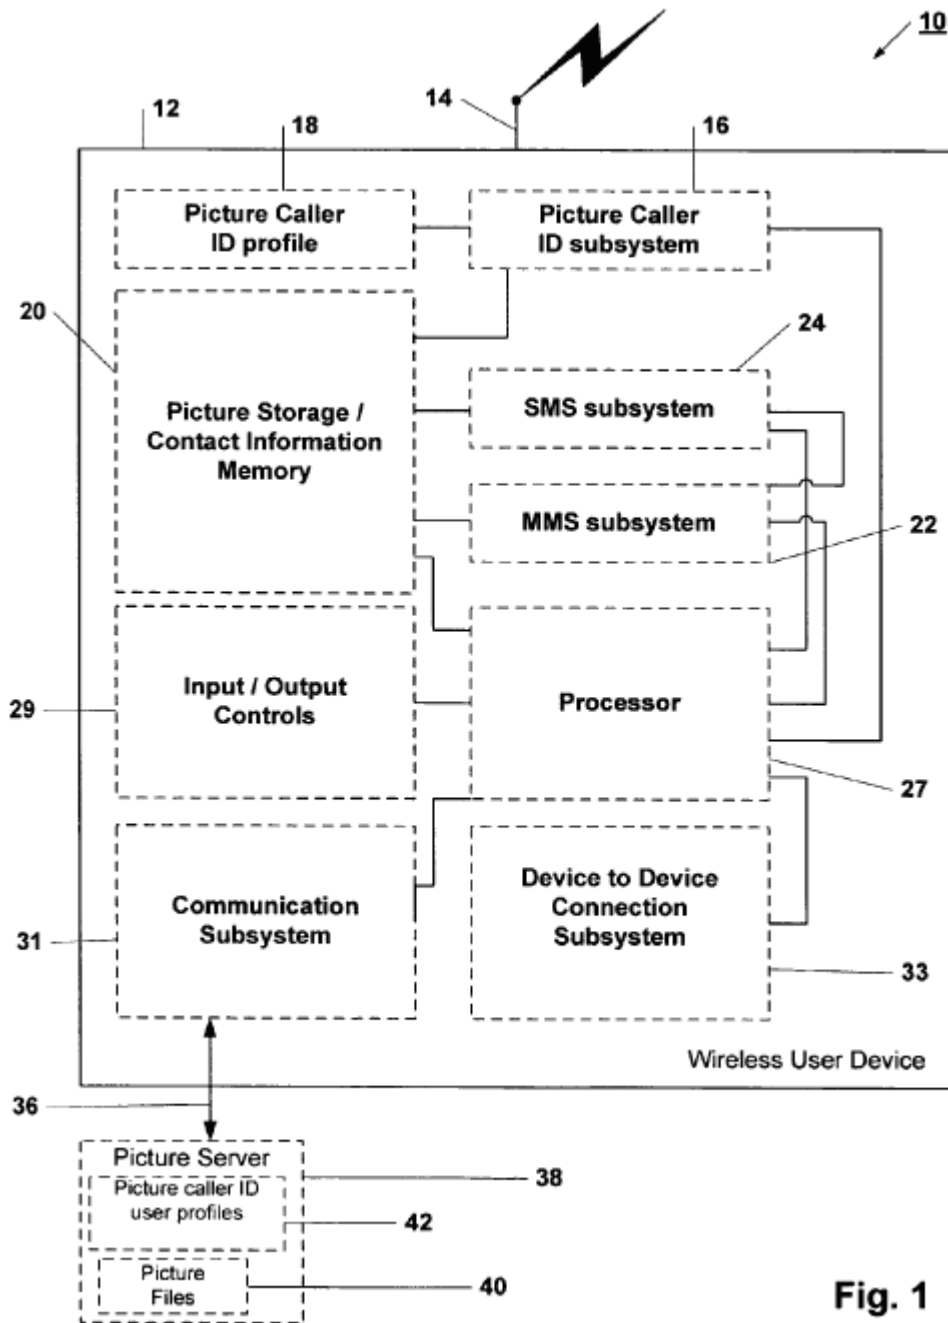 10
14
12
18
16
Picture Caller
ID profile
Picture Caller
ID subsystem
20
24
Picture Storage /
Contact Information
Memory
SMS subsystem
MMS subsystem
22
Input / Output
Controls
Processor
29
27
Communication
Subsystem
Device to Device
Connection
Subsystem
31
33
Wireless User Device
36
Picture Server
38
Picture caller ID
user profiles
42
Picture
Files
40
Fig. 1